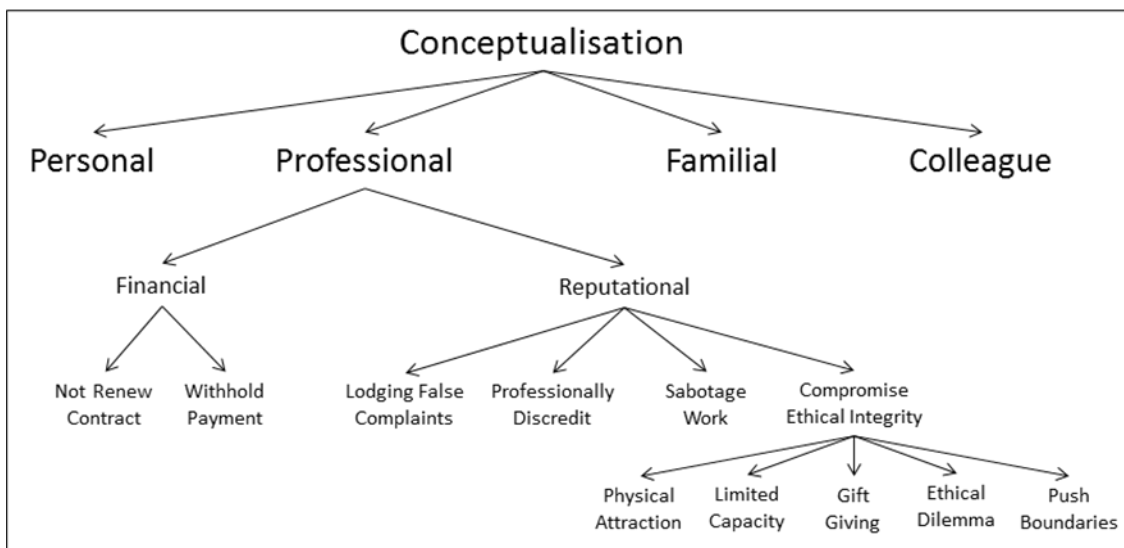 Conceptualisation
Personal
Professional
Familial
Colleague
Financial
Reputational
Not Renew
Contract
Withhold
Payment
Lodging False
Complaints
Professionally
Discredit
Sabotage
Work
Compromise
Ethical Integrity
Physical
Attraction
Limited
Capacity
Gift
Giving
Ethical
Dilemma
Push
Boundaries